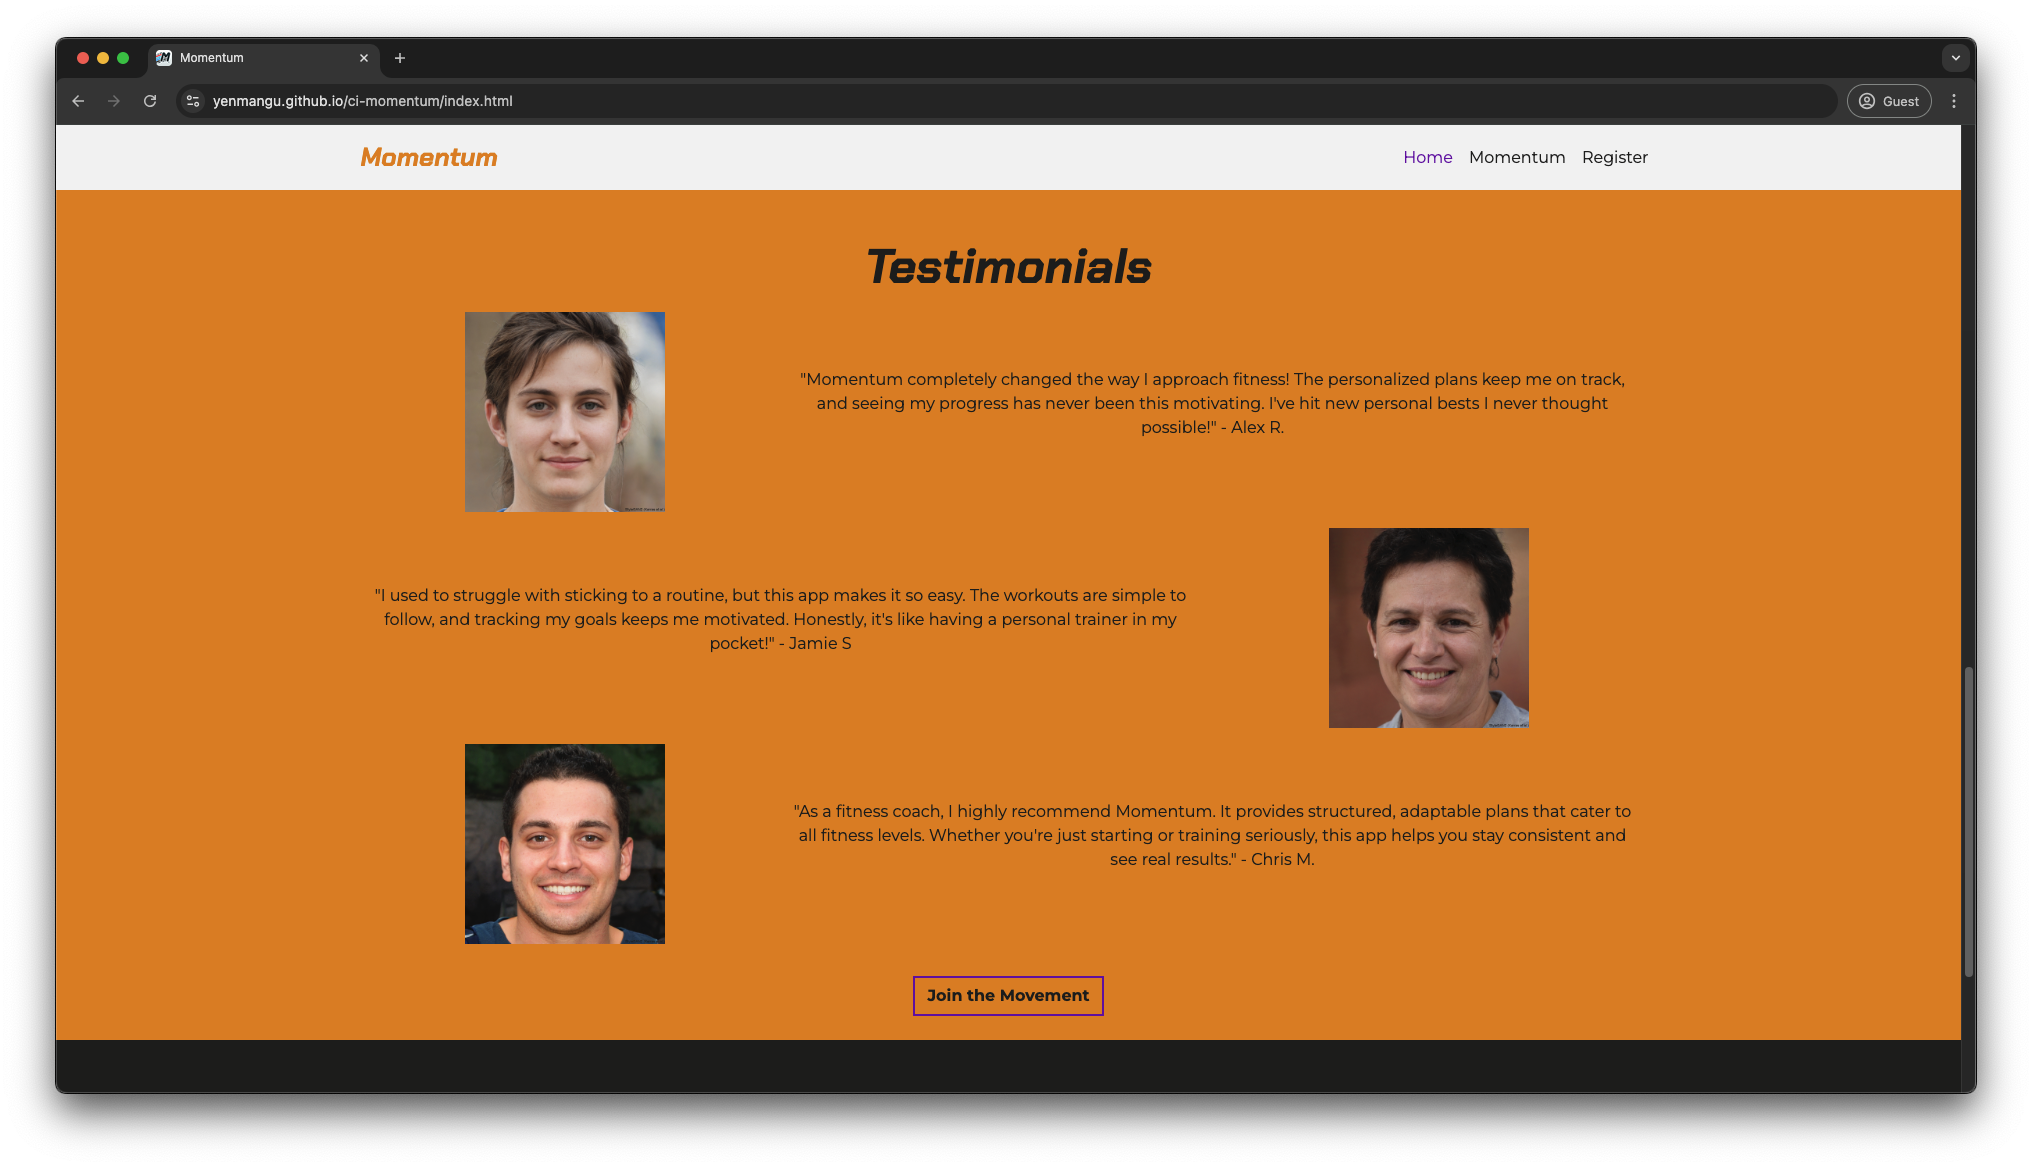 Momentum
yenmangu.github.io/ci-momentum/index.html
Guest
Momentum
Home Momentum Register
Testimonials
"Momentum completely changed the way I approach fitness! The personalized plans keep me on track,
and seeing my progress has never been this motivating. I've hit new personal bests I never thought
possible!" - Alex R.
"I used to struggle with sticking to a routine, but this app makes it so easy. The workouts are simple to
follow, and tracking my goals keeps me motivated. Honestly, it's like having a personal trainer in my
pocket!" - Jamie S
"As a fitness coach, I highly recommend Momentum. It provides structured, adaptable plans that cater to
all fitness levels. Whether you're just starting or training seriously, this app helps you stay consistent and
see real results." - Chris M.
Join the Movement